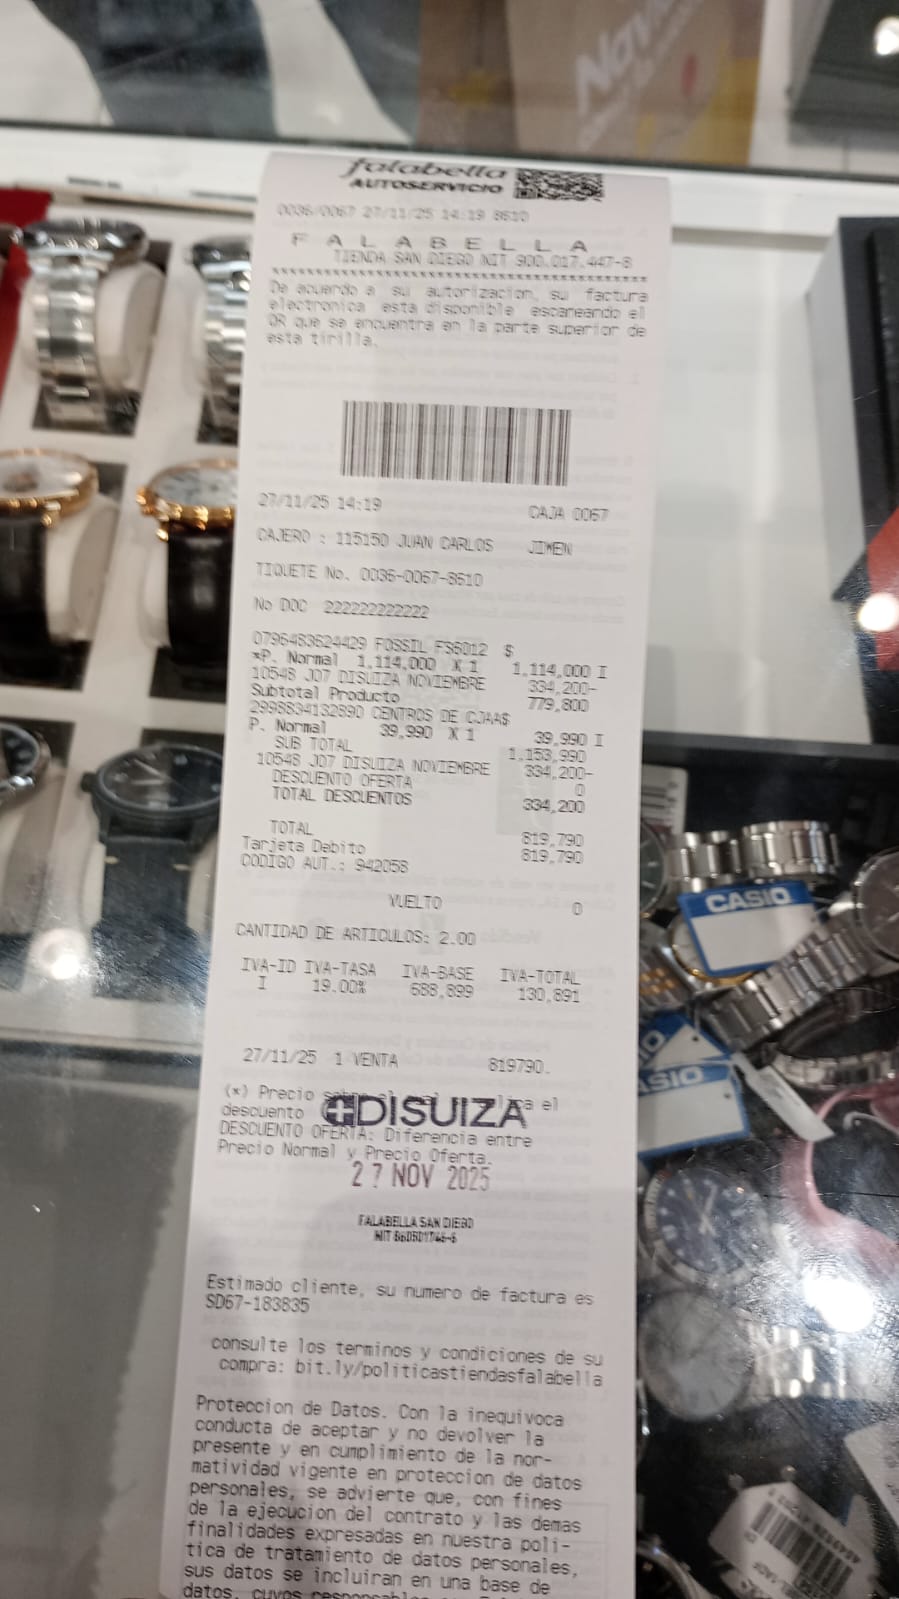 Navi
falabella
AUTOSERVICIO
0036/0067 27/11/25 14:19 8610
F A L A B E L L A
TIENDA SAN DIEGO NIT 900.017.447-8
De acuerdo a su autorizacion, su factura
electronica esta disponible escaneando el
QR que se encuentra en la parte superior de
esta tirilla.
27/11/25 14:19 CAJA 0067
CAJERO : 115150 JUAN CARLOS JIMEN
TIQUETE No. 0036-0067-8610
No DOC 222222222222
0796483624429 FOSSIL FS6012 $
*P. Normal 1,114,000 X 1 1,114,000 I
10548 J07 DISUIZA NOVIEMBRE 334,200-
Subtotal Producto 779,800
2998834132890 CENTROS DE CJAA$
P. Normal 39,990 X 1 39,990 I
SUB TOTAL 1,153,990
10548 J07 DISUIZA NOVIEMBRE 334,200-
DESCUENTO OFERTA 0
TOTAL DESCUENTOS 334,200
TOTAL 819,790
Tarjeta Debito 819,790
CODIGO AUT.: 942058
VUELTO 0
CANTIDAD DE ARTICULOS: 2.00
IVA-ID IVA-TASA IVA-BASE IVA-TOTAL
I 19.00% 688,899 130,891
27/11/25 1 VENTA 819790.
(*) Precio el
descuento DISUIZA
DESCUENTO OFERTA: Diferencia entre
Precio Normal y Precio Oferta.
27 NOV 2025
FALABELLA SAN DIEGO
NIT 860501746-6
Estimado cliente, su numero de factura es
SD67-183835
consulte los terminos y condiciones de su
compra: bit.ly/politicastiendasfalabella
Proteccion de Datos. Con la inequivoca
conducta de aceptar y no devolver la
presente y en cumplimiento de la nor-
matividad vigente en proteccion de datos
personales, se advierte que, con fines
de la ejecucion del contrato y las demas
finalidades expresadas en nuestra poli-
tica de tratamiento de datos personales,
sus datos se incluiran en una base de
datos, cuyos
CASIO
IO
ASIO